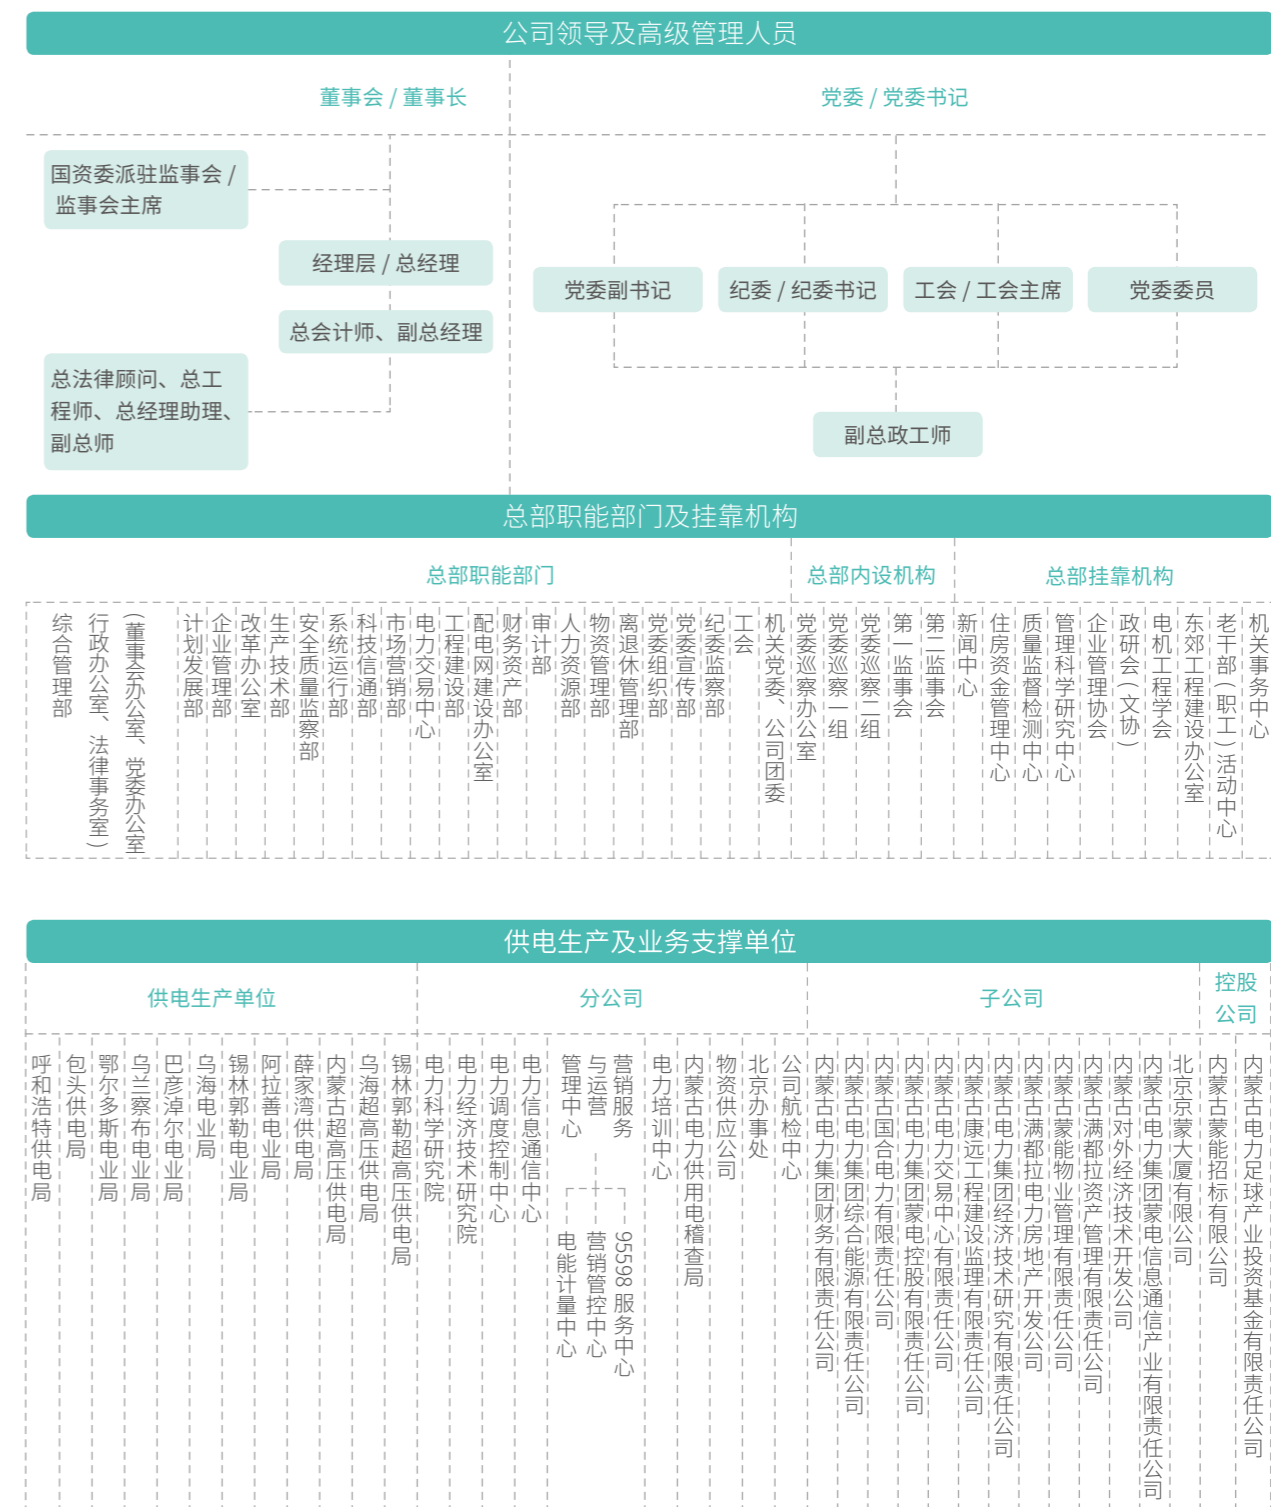 公司领导及高级管理人员
董事会 / 董事长
党委 / 党委书记
国资委派驻监事会 /
监事会主席
经理层 / 总经理
总会计师、副总经理
总法律顾问、总工
程师、总经理助理、
副总师
党委副书记
纪委 / 纪委书记
工会 / 工会主席
党委委员
副总政工师
总部职能部门及挂靠机构
总部职能部门
总部内设机构
总部挂靠机构
综合管理部
(董事会办公室、党委办公室
行政办公室、法律事务室)
计划发展部
企业管理部
改革办公室
生产技术部
安全质量监察部
系统运行部
科技信通部
市场营销部
电力交易中心
工程建设部
配电网建设办公室
财务资产部
审计部
人力资源部
物资管理部
离退休管理部
党委组织部
党委宣传部
纪委监察部
工会
机关党委、公司团委
党委巡察办公室
党委巡察一组
党委巡察二组
第一监事会
第二监事会
新闻中心
住房资金管理中心
质量监督检测中心
管理科学研究中心
企业管理协会
政研会(文协)
电机工程学会
东郊工程建设办公室
老干部(职工)活动中心
机关事务中心
供电生产及业务支撑单位
供电生产单位
分公司
子公司
控股
公司
呼和浩特供电局
包头供电局
鄂尔多斯电业局
乌兰察布电业局
巴彦淖尔电业局
乌海电业局
锡林郭勒电业局
阿拉善电业局
薛家湾供电局
内蒙古超高压供电局
乌海超高压供电局
锡林郭勒超高压供电局
电力科学研究院
电力经济技术研究院
电力调度控制中心
电力信息通信中心
营销服务
与运营
管理中心
电能计量中心
营销管控中心
95598 服务中心
电力培训中心
内蒙古电力供用电稽查局
物资供应公司
北京办事处
公司航检中心
内蒙古电力集团财务有限责任公司
内蒙古电力集团综合能源有限责任公司
内蒙古国合电力有限责任公司
内蒙古电力集团蒙电控股有限责任公司
内蒙古电力交易中心有限责任公司
内蒙古康远工程建设监理有限责任公司
内蒙古电力集团经济技术研究有限责任公司
内蒙古满都拉电力房地产开发公司
内蒙古蒙能物业管理有限责任公司
内蒙古满都拉资产管理有限责任公司
内蒙古对外经济技术开发公司
内蒙古电力集团蒙电信息通信产业有限责任公司
北京京蒙大厦有限公司
内蒙古蒙能招标有限公司
内蒙古电力足球产业投资基金有限责任公司